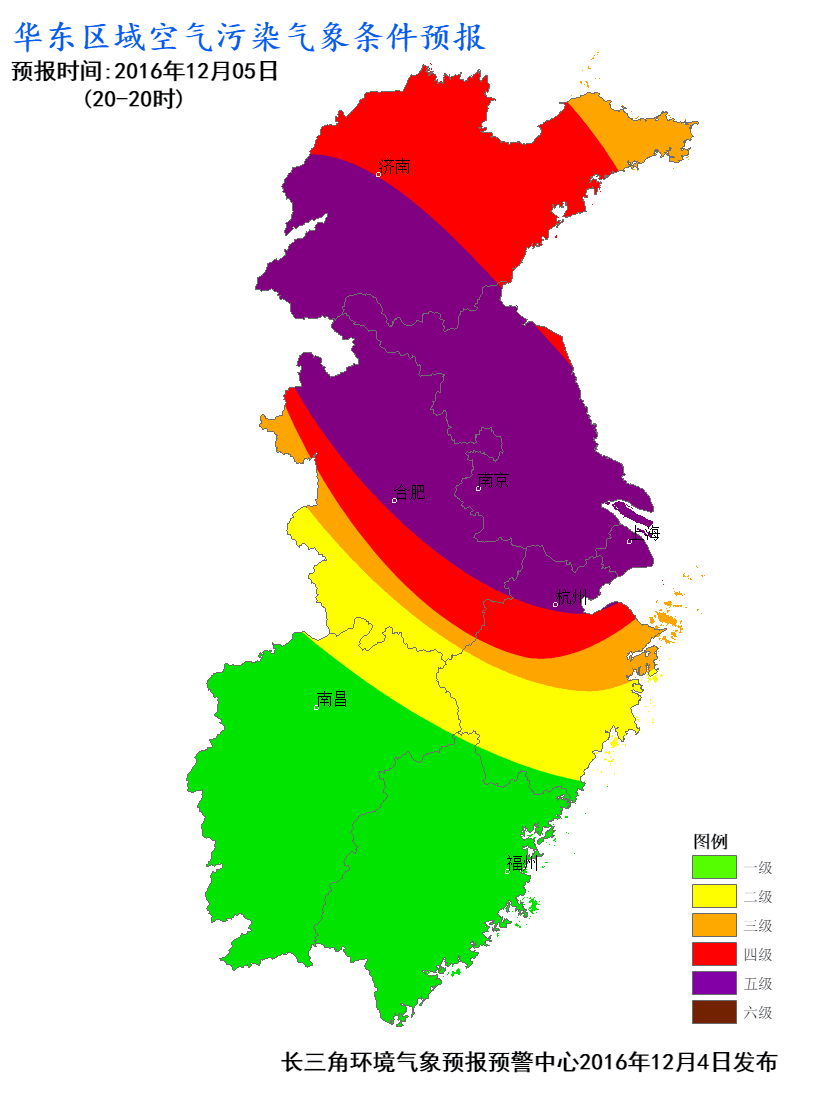 华东区域空气污染气象条件预报
预报时间:2016年12月05日
(20-20时)
济南
合肥
南京
上海
杭州
南昌
福州
图例
一级
二级
三级
四级
五级
六级
长三角环境气象预报预警中心2016年12月4日发布